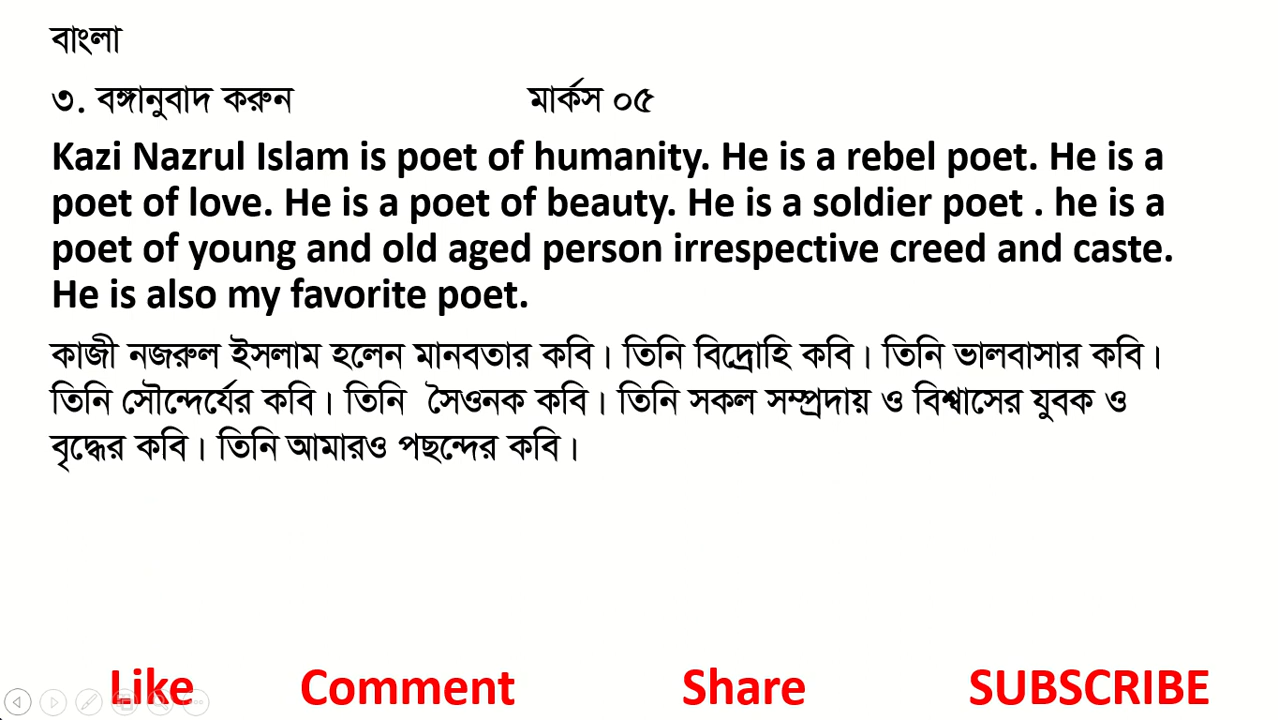 বাংলা
৩. বঙ্গানুবাদ করুন মার্কস ০৫
Kazi Nazrul Islam is poet of humanity. He is a rebel poet. He is a
poet of love. He is a poet of beauty. He is a soldier poet . he is a
poet of young and old aged person irrespective creed and caste.
He is also my favorite poet.
কাজী নজরুল ইসলাম হলেন মানবতার কবি। তিনি বিদ্রোহি কবি। তিনি ভালবাসার কবি।
তিনি সৌন্দের্যের কবি। তিনি সৈওনক কবি। তিনি সকল সম্প্রদায় ও বিশ্বাসের যুবক ও
বৃদ্ধের কবি। তিনি আমারও পছন্দের কবি।
Like Comment Share SUBSCRIBE